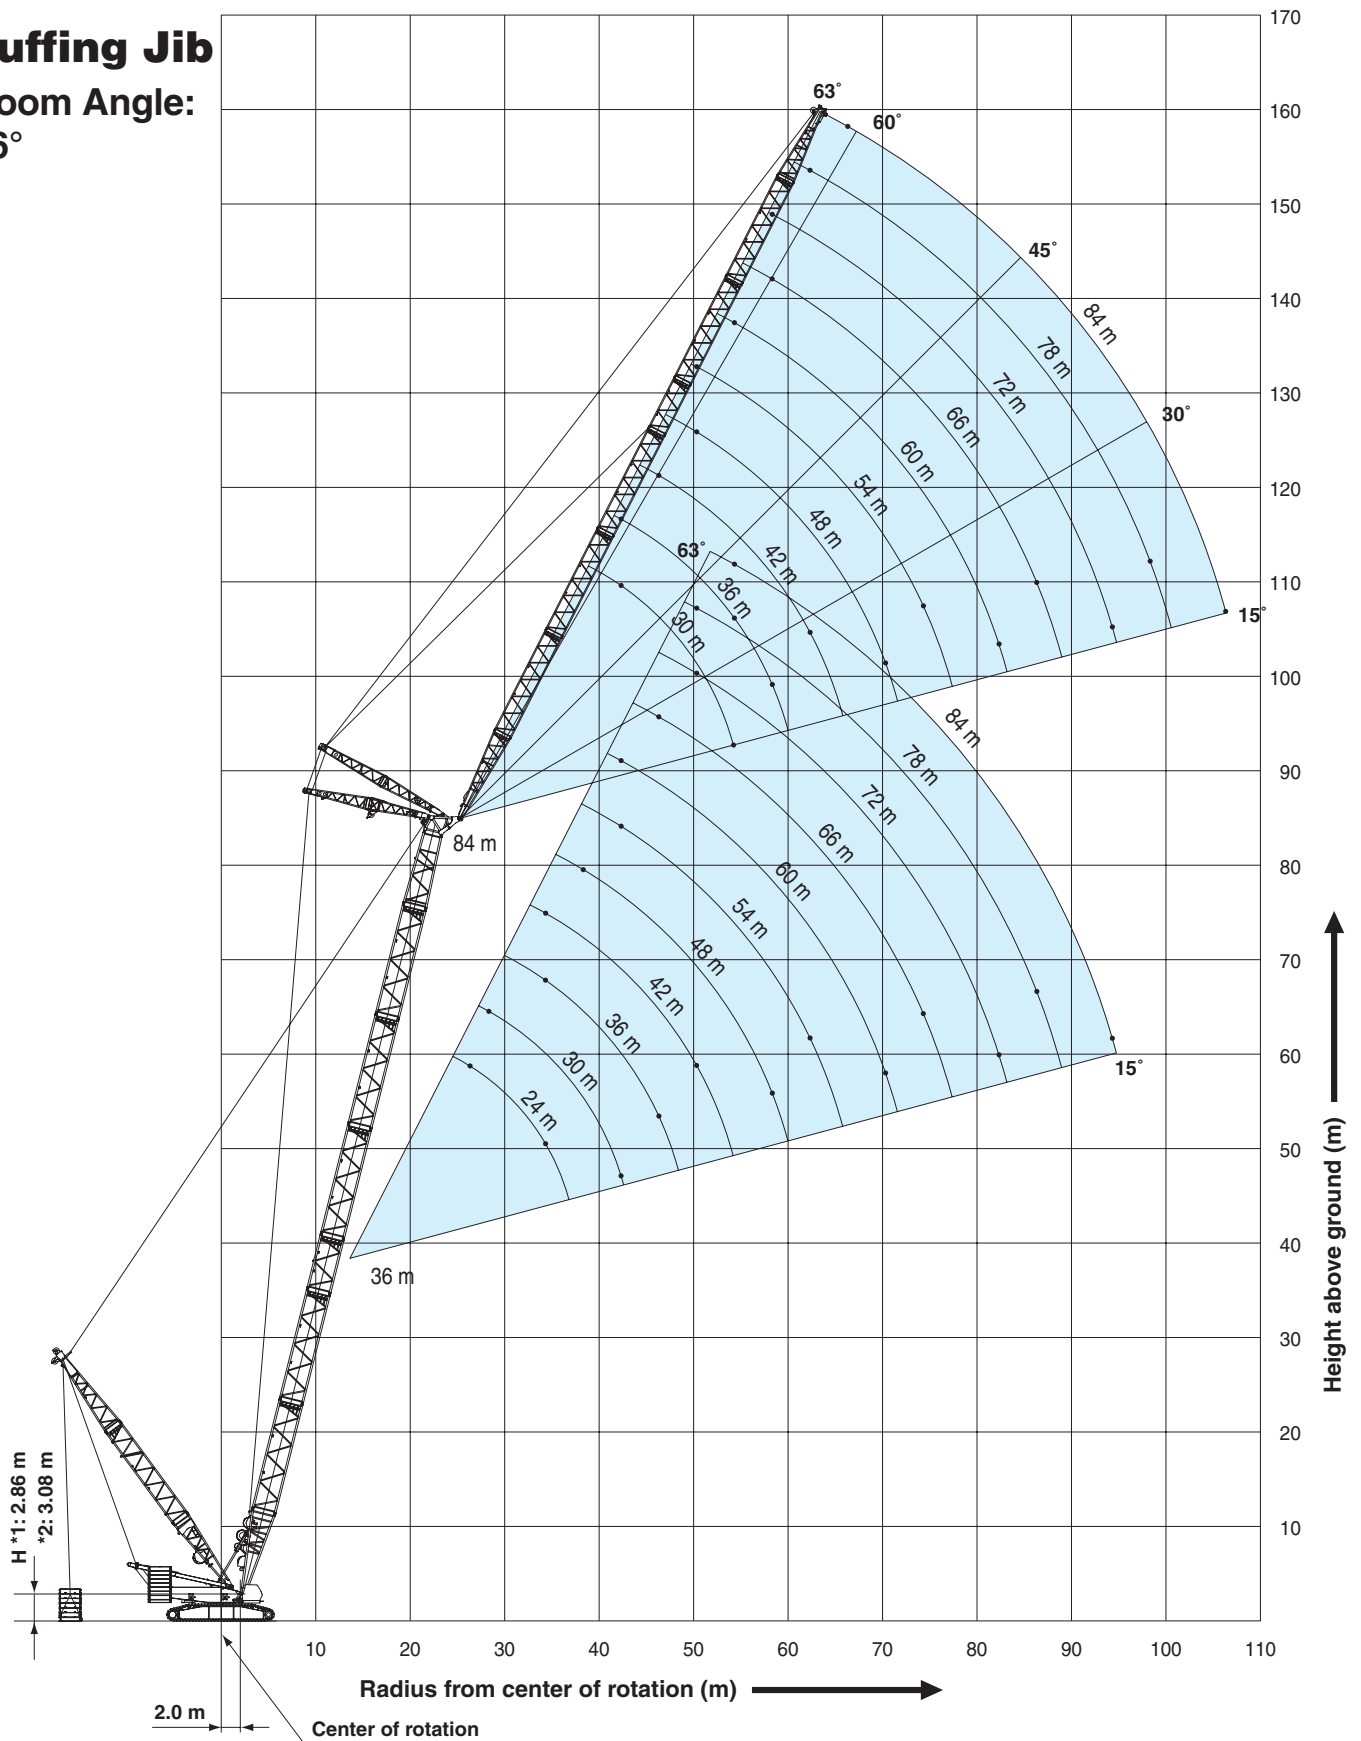 uffing Jib
oom Angle:
6°
170
160
150
140
130
120
110
100
90
80
70
60
50
40
30
20
10
63°
60°
45°
30°
15°
84 m
78 m
72 m
66 m
60 m
54 m
48 m
42 m
36 m
30 m
63°
84 m
84 m
78 m
72 m
66 m
60 m
54 m
48 m
42 m
36 m
30 m
24 m
15°
36 m
Height above ground (m)
H *1: 2.86 m
*2: 3.08 m
10 20 30 40 50 60 70 80 90 100 110
Radius from center of rotation (m)
2.0 m
Center of rotation